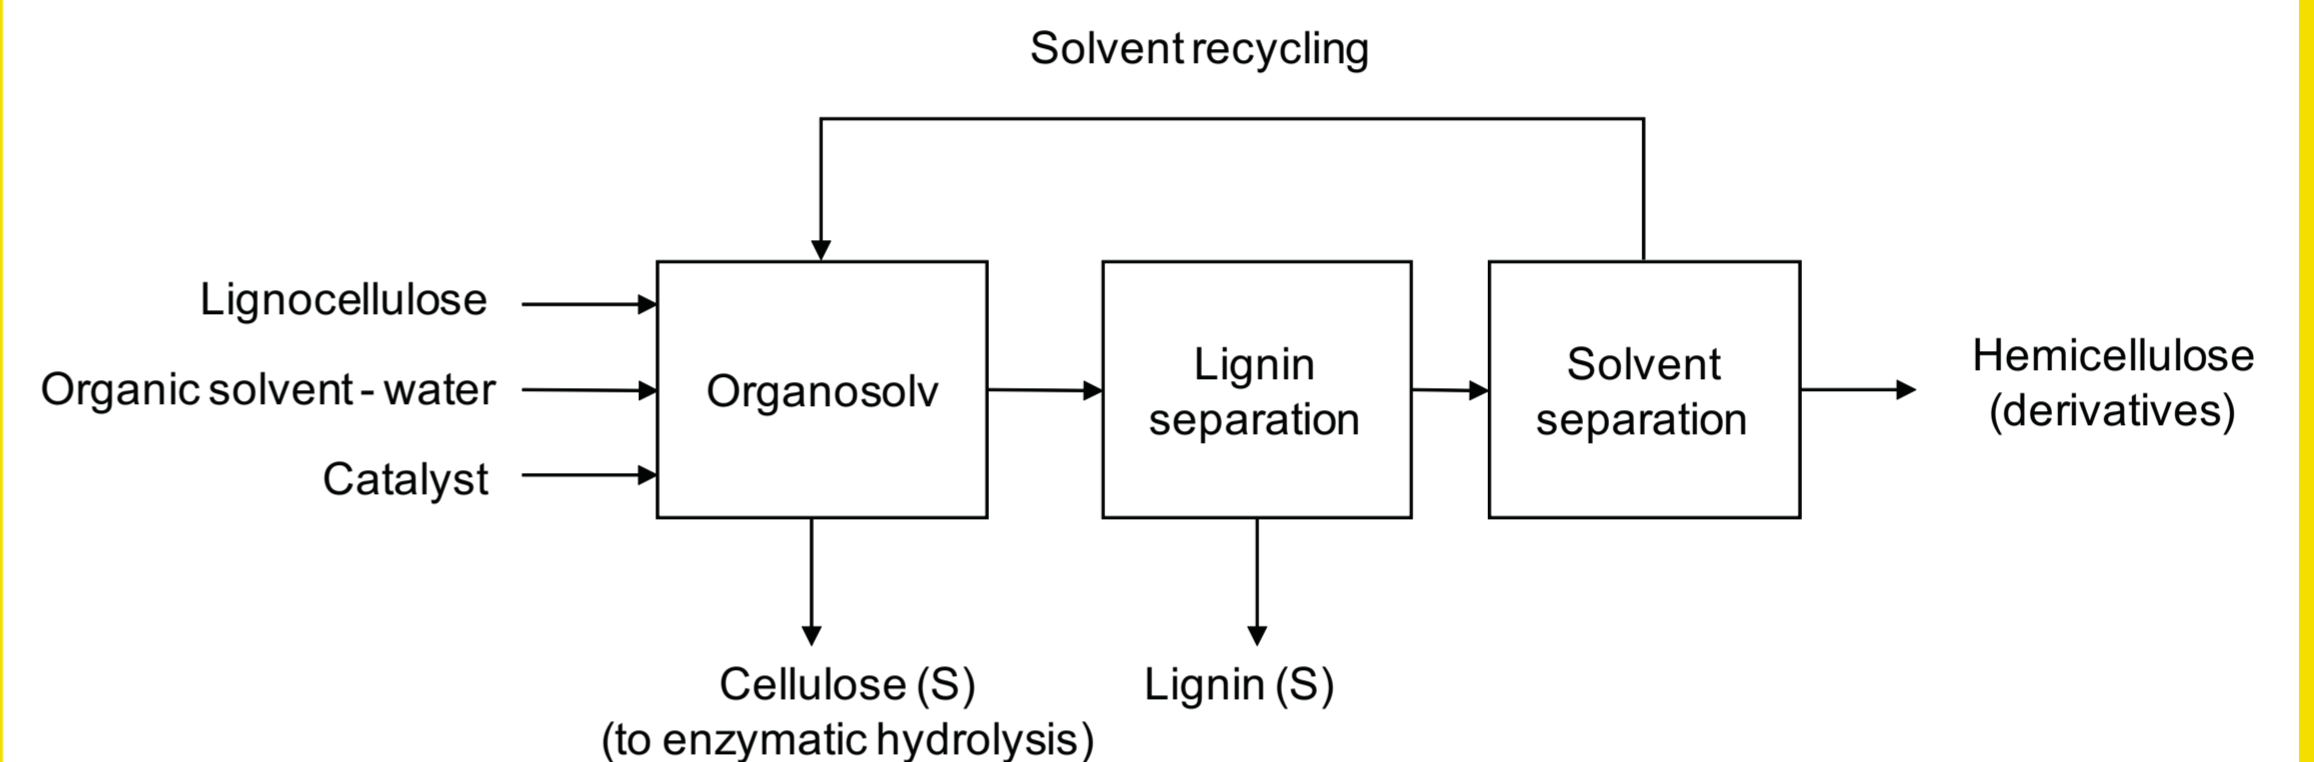 Solvent recycling
Lignocellulose
Organic solvent - water
Catalyst
Organosolv
Lignin
separation
Solvent
separation
Hemicellulose
(derivatives)
Cellulose (S)
(to enzymatic hydrolysis)
Lignin (S)